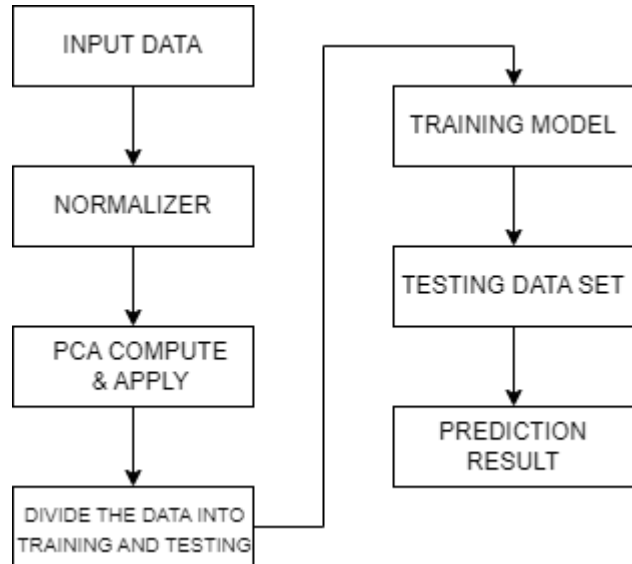 INPUT DATA
NORMALIZER
PCA COMPUTE
& APPLY
DIVIDE THE DATA INTO
TRAINING AND TESTING
TRAINING MODEL
TESTING DATA SET
PREDICTION
RESULT